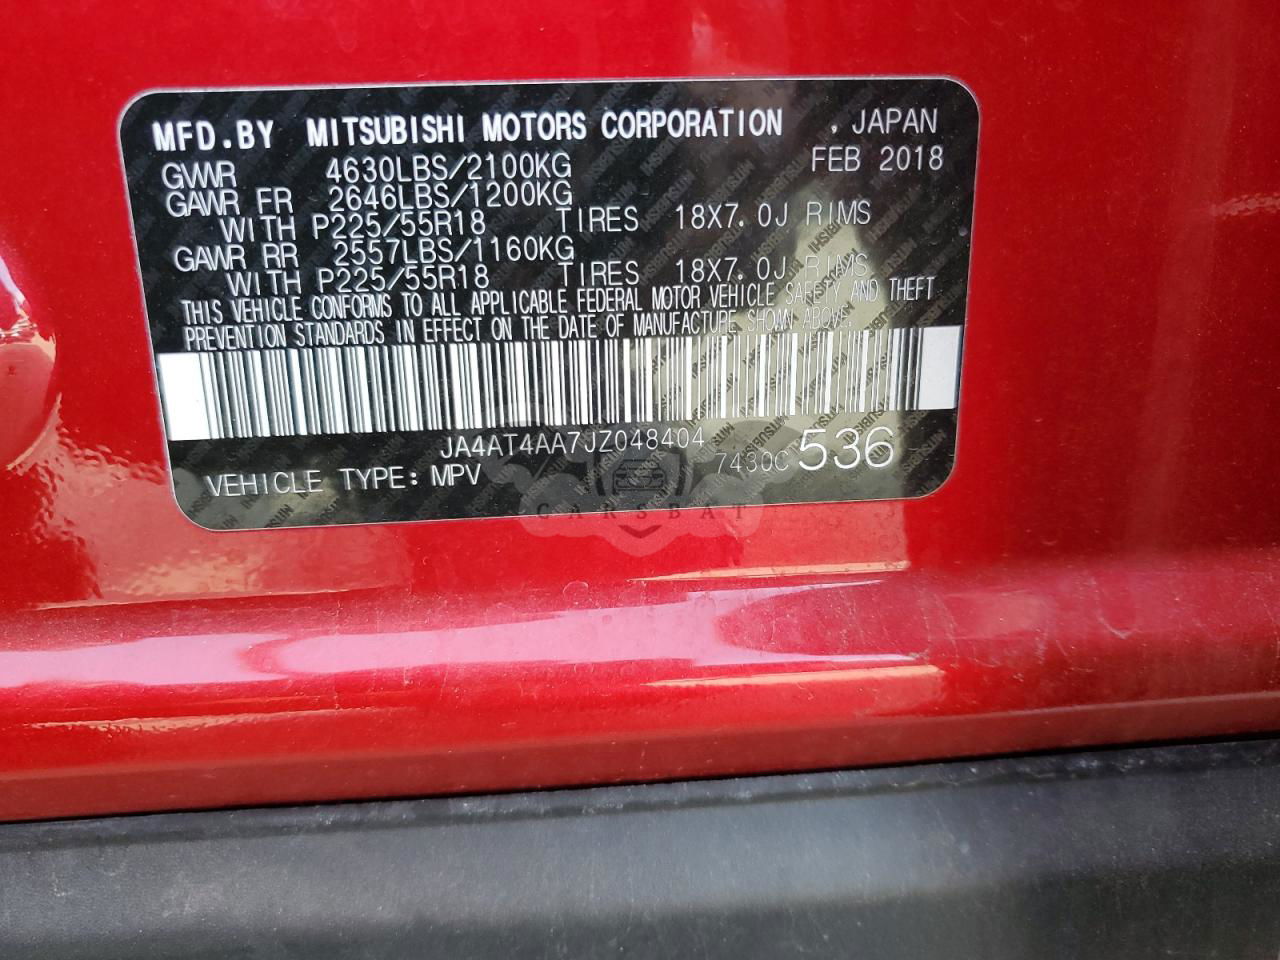 MFD.BY MITSUBISHI MOTORS CORPORATION , JAPAN
GVWR 4630LBS/2100KG FEB 2018
GAWR FR 2646LBS/1200KG
WITH P225/55R18 TIRES 18X7.0J RIMS
GAWR RR 2557LBS/1160KG
WITH P225/55R18 TIRES 18X7.0J RIMS
THIS VEHICLE CONFORMS TO ALL APPLICABLE FEDERAL MOTOR VEHICLE SAFETY AND THEFT
PREVENTION STANDARDS IN EFFECT ON THE DATE OF MANUFACTURE SHOWN ABOVE.
JA4AT4AA7JZ048404
7430C 536
VEHICLE TYPE: MPV
CARSBAT